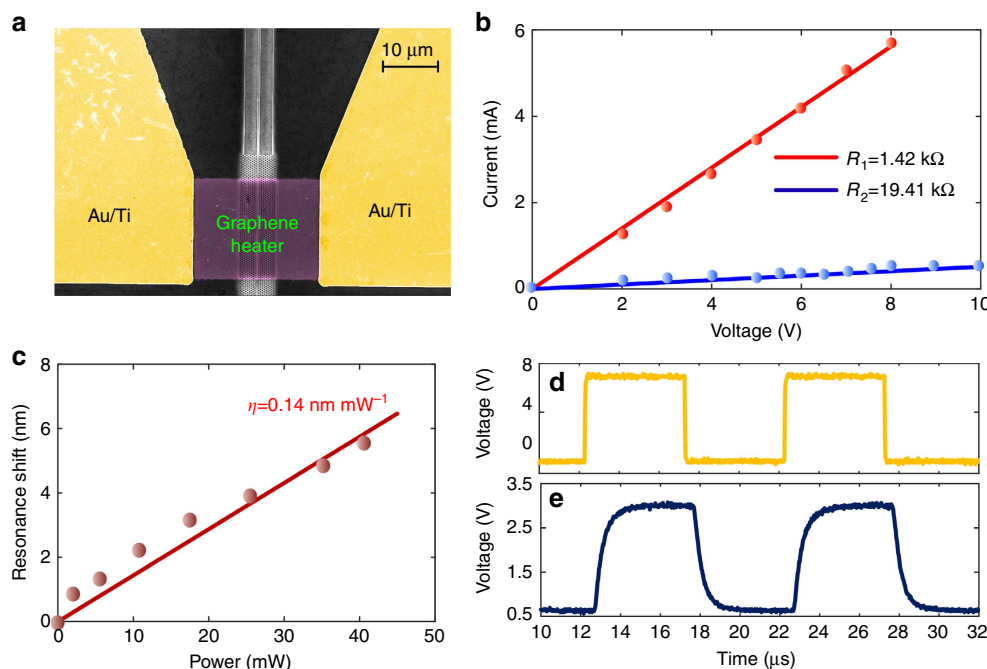 a
10 μm
Au/Ti
Graphene
heater
Au/Ti
b
Current (mA)
6
4
2
0
R1=1.42 kΩ
R2=19.41 kΩ
0
2
4
6
8
10
Voltage (V)
c
Resonance shift (nm)
8
6
4
2
0
η=0.14 nm mW⁻¹
0
10
20
30
40
50
Power (mW)
d
Voltage (V)
8
4
0
e
Voltage (V)
3.5
2.5
1.5
0.5
10
12
14
16
18
20
22
24
26
28
30
32
Time (μs)